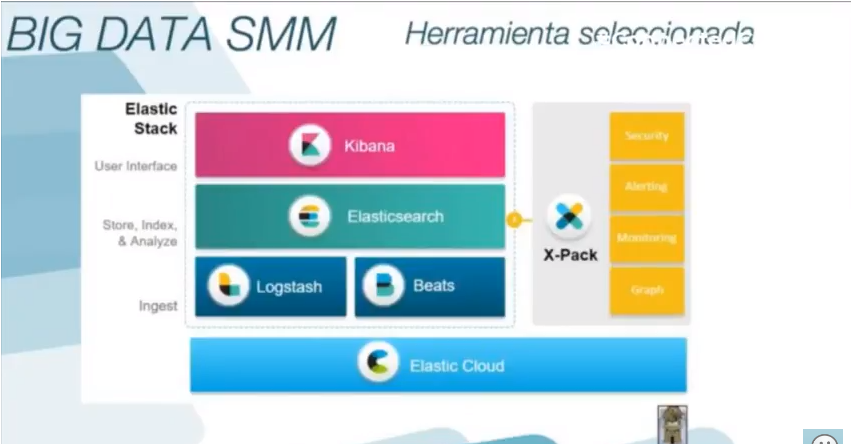 BIG DATA SMM
Herramienta seleccionada
Elastic
Stack
User Interface
Kibana
Store, Index,
& Analyze
Elasticsearch
Ingest
Logstash
Beats
X-Pack
Security
Alerting
Monitoring
Graph
Elastic Cloud